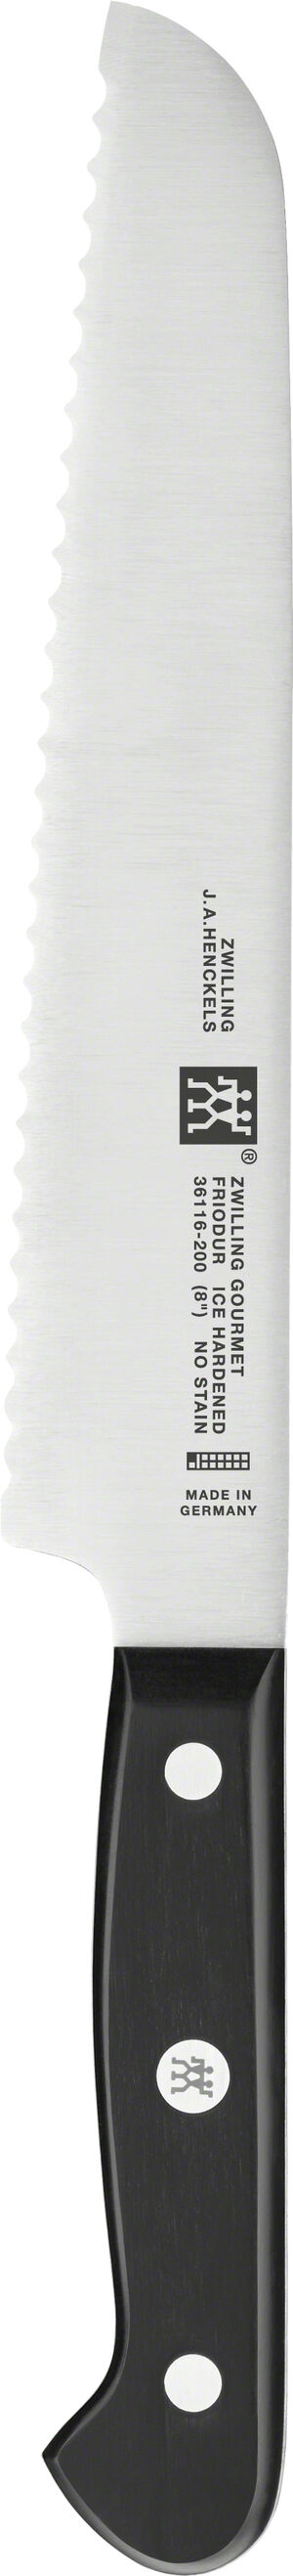 ZWILLING
J.A.HENCKELS
®
ZWILLING GOURMET
FRIODUR ICE HARDENED
36116-200 (8") NO STAIN
MADE IN
GERMANY